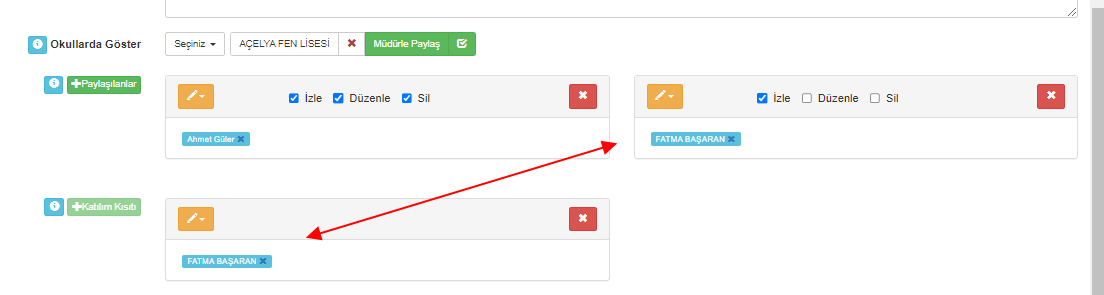 Okullarda Göster Seçiniz AÇELYA FEN LİSESİ Müdürle Paylaş
Paylaşılanlar İzle Düzenle Sil İzle Düzenle Sil
Ahmet Güler FATMA BAŞARAN
Katılım Kısıtı
FATMA BAŞARAN